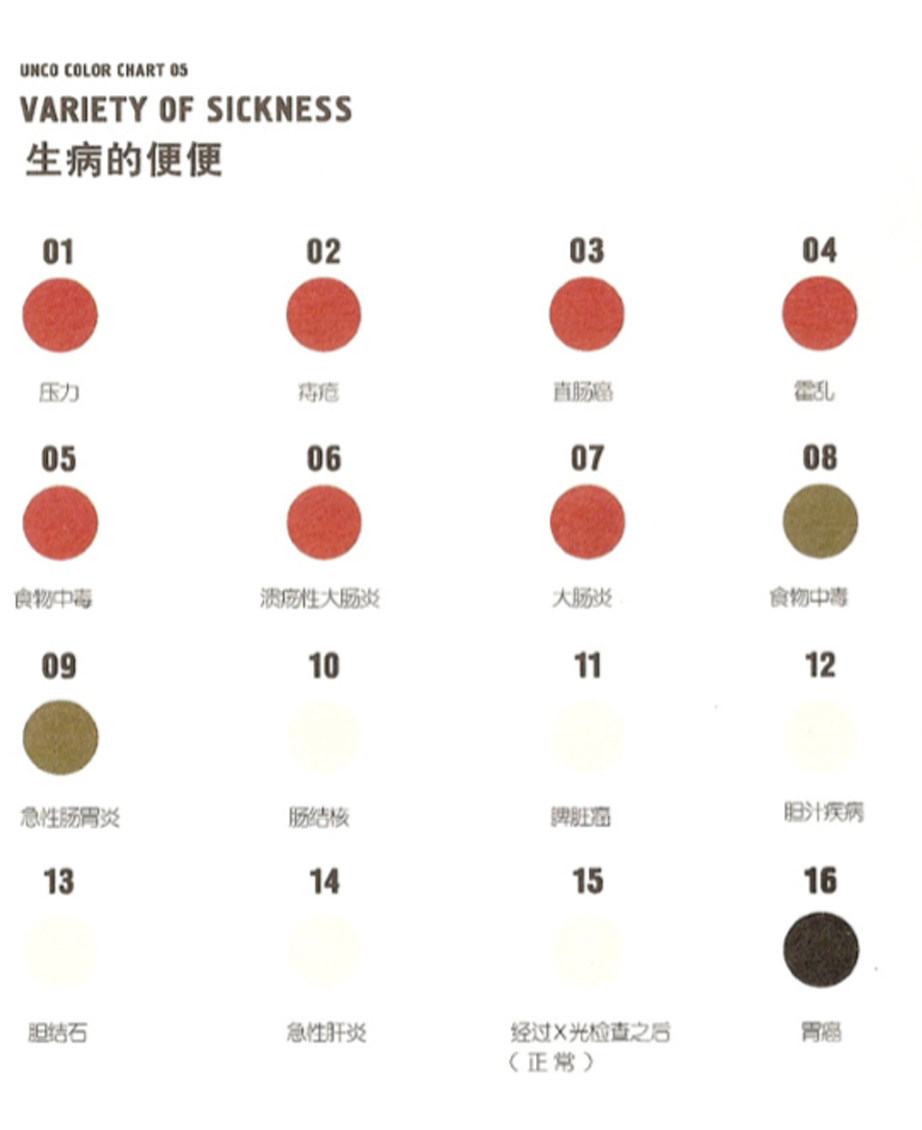 UNCO COLOR CHART 05
VARIETY OF SICKNESS
生病的便便
01 02 03 04
压力 痔疮 直肠癌 霍乱
05 06 07 08
食物中毒 溃疡性大肠炎 大肠炎 食物中毒
09 10 11 12
急性肠胃炎 肠结核 脾脏癌 胆汁疾病
13 14 15 16
胆结石 急性肝炎 经过X光检查之后 胃癌
（正常）